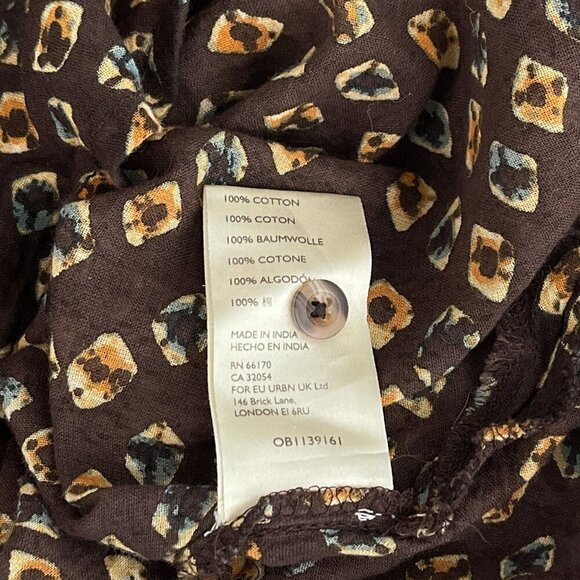 100% COTTON
100% COTON
100% BAUMWOLLE
100% COTONE
100% ALGODÓN
100% 棉
MADE IN INDIA
HECHO EN INDIA
RN 66170
CA 32054
FOR EU URBN UK Ltd.
146 Brick Lane,
LONDON E1 6RU
OB1139161